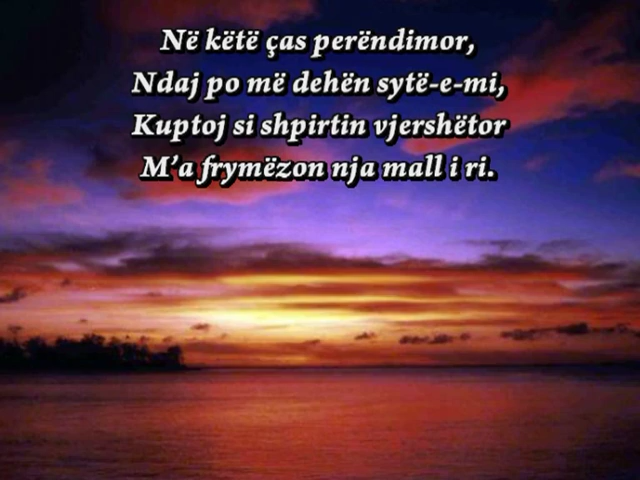 Në këtë ças perëndimor,
Ndaj po më dehën sytë-e-mi,
Kuptoj si shpirtin vjershëtor
M'a frymëzon nja mall i ri.